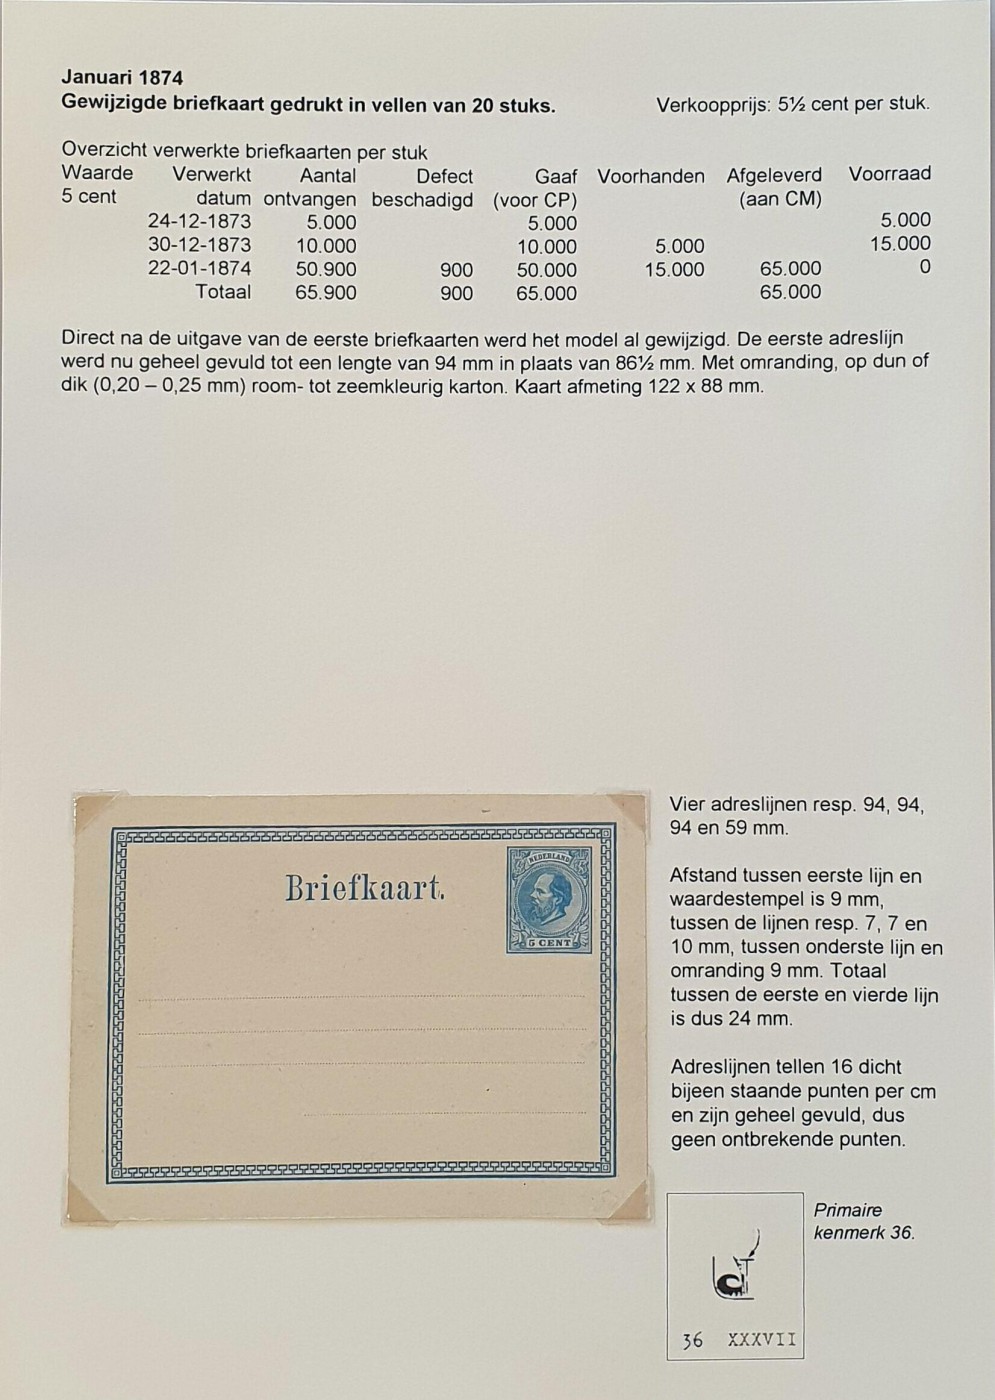 Januari 1874
Gewijzigde briefkaart gedrukt in vellen van 20 stuks. Verkoopprijs: 5½ cent per stuk.
Overzicht verwerkte briefkaarten per stuk
Waarde Verwerkt Aantal Defect Gaaf Voorhanden Afgeleverd Voorraad
5 cent datum ontvangen beschadigd (voor CP) (aan CM)
24-12-1873 5.000 5.000 5.000
30-12-1873 10.000 10.000 5.000 15.000
22-01-1874 50.900 900 50.000 15.000 65.000 0
Totaal 65.900 900 65.000 65.000
Direct na de uitgave van de eerste briefkaarten werd het model al gewijzigd. De eerste adreslijn
werd nu geheel gevuld tot een lengte van 94 mm in plaats van 86½ mm. Met omranding, op dun of
dik (0,20 – 0,25 mm) room- tot zeemkleurig karton. Kaart afmeting 122 x 88 mm.
NEDERLAND
Briefkaart.
5 CENT
Vier adreslijnen resp. 94, 94,
94 en 59 mm.
Afstand tussen eerste lijn en
waardestempel is 9 mm,
tussen de lijnen resp. 7, 7 en
10 mm, tussen onderste lijn en
omranding 9 mm. Totaal
tussen de eerste en vierde lijn
is dus 24 mm.
Adreslijnen tellen 16 dicht
bijeen staande punten per cm
en zijn geheel gevuld, dus
geen ontbrekende punten.
Primaire
kenmerk 36.
36 XXXVII